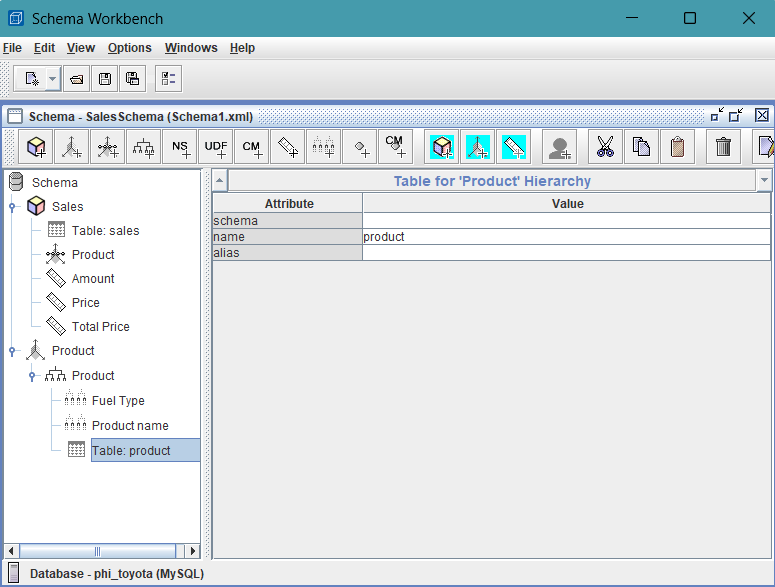 Schema Workbench
File Edit View Options Windows Help
Schema - SalesSchema (Schema1.xml)
NS UDF CM CM
Schema
Sales
Table: sales
Product
Amount
Price
Total Price
Product
Product
Fuel Type
Product name
Table: product
Table for 'Product' Hierarchy
Attribute Value
schema
name product
alias
Database - phi_toyota (MySQL)